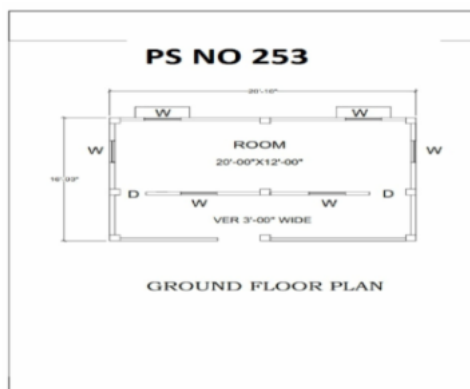 PS NO 253
W W
W ROOM W
20'-00"X12'-00"
D W W D
VER 3'-00" WIDE
GROUND FLOOR PLAN